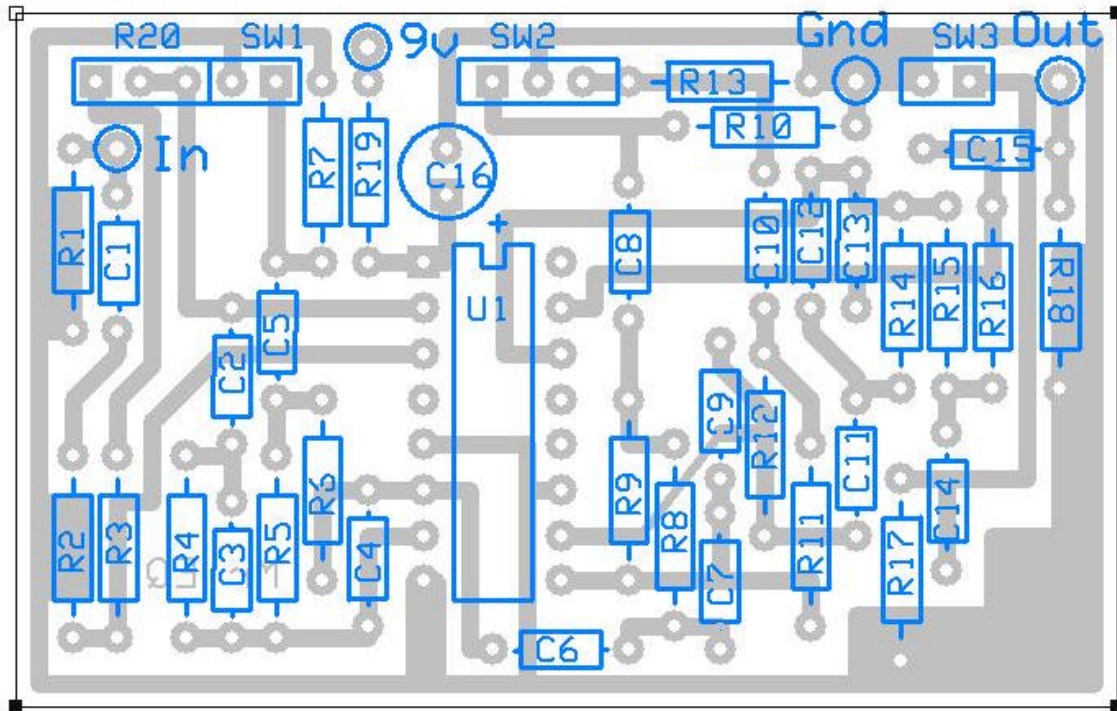 R20 SW1 9v SW2 Gnd SW3 Out
R13
R10
In R7 R19 C16 C15
+
R1 C1 C8 C10 C12 C13
R14 R15 R16 R18
U1
C5
C2
C9 R12
R6 R9 C11
R2 R3 R4 C3 R5 C4 R8 C7 R11 R17 C14
C6